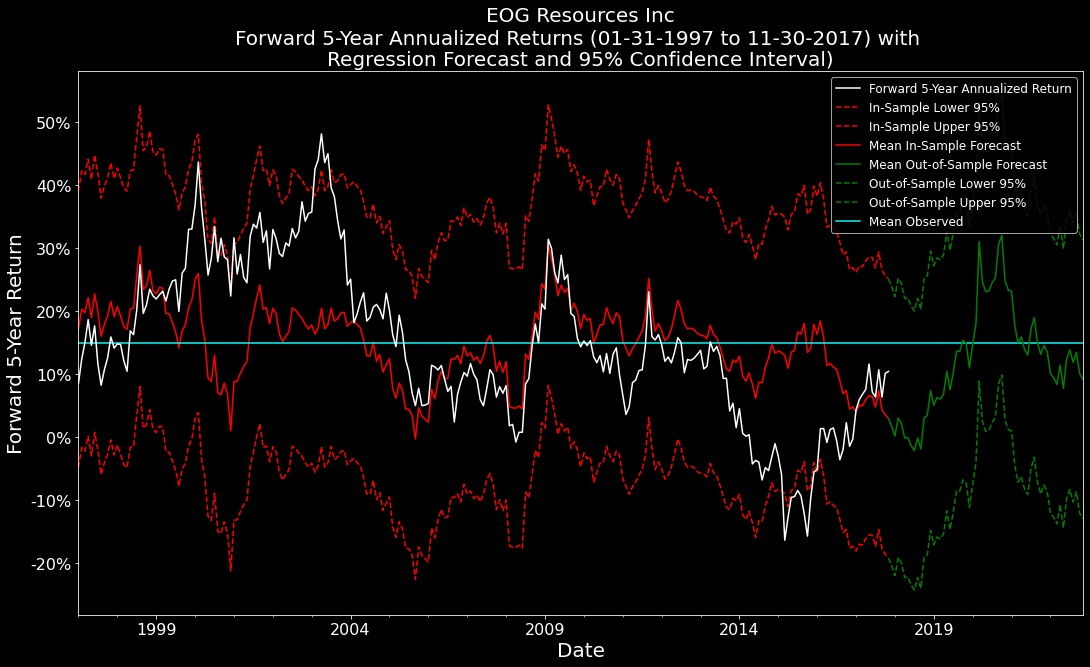 EOG Resources Inc
Forward 5-Year Annualized Returns (01-31-1997 to 11-30-2017) with
Regression Forecast and 95% Confidence Interval)
Forward 5-Year Annualized Return
In-Sample Lower 95%
In-Sample Upper 95%
Mean In-Sample Forecast
Mean Out-of-Sample Forecast
Out-of-Sample Lower 95%
Out-of-Sample Upper 95%
Mean Observed
Forward 5-Year Return
50%
40%
30%
20%
10%
0%
-10%
-20%
1999
2004
2009
2014
2019
Date